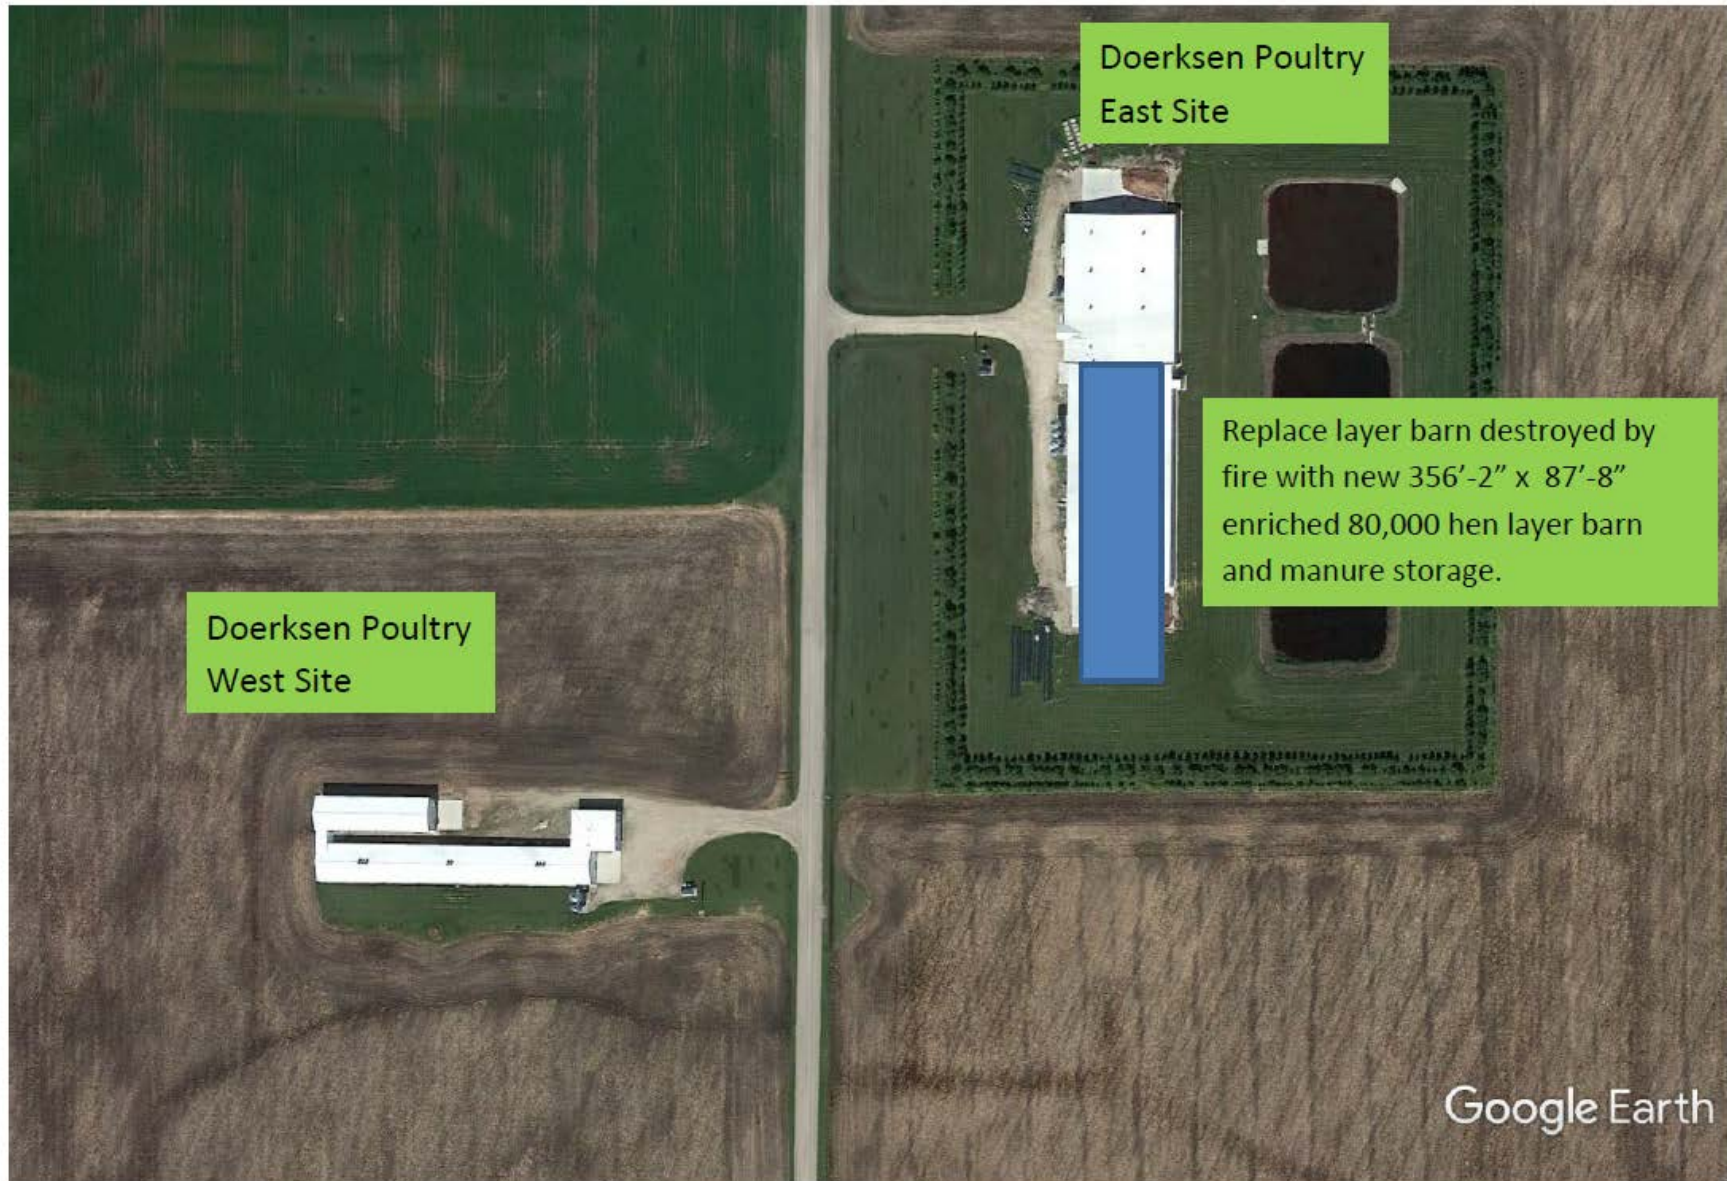 Doerksen Poultry
East Site
Replace layer barn destroyed by
fire with new 356’-2” x  87’-8”
enriched 80,000 hen layer barn
and manure storage.
Doerksen Poultry
West Site
Google Earth